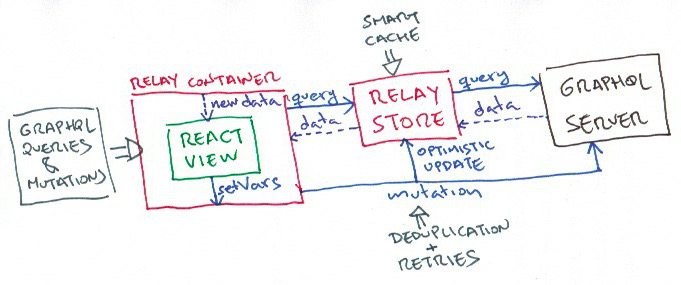 SMART
CACHE
RELAY CONTAINER
new data
query
RELAY
STORE
query
GRAPHQL
SERVER
data
data
GRAPHQL
QUERIES
&
MUTATIONS
REACT
VIEW
setVars
OPTIMISTIC
UPDATE
mutation
DEDUPLICATION
+
RETRIES